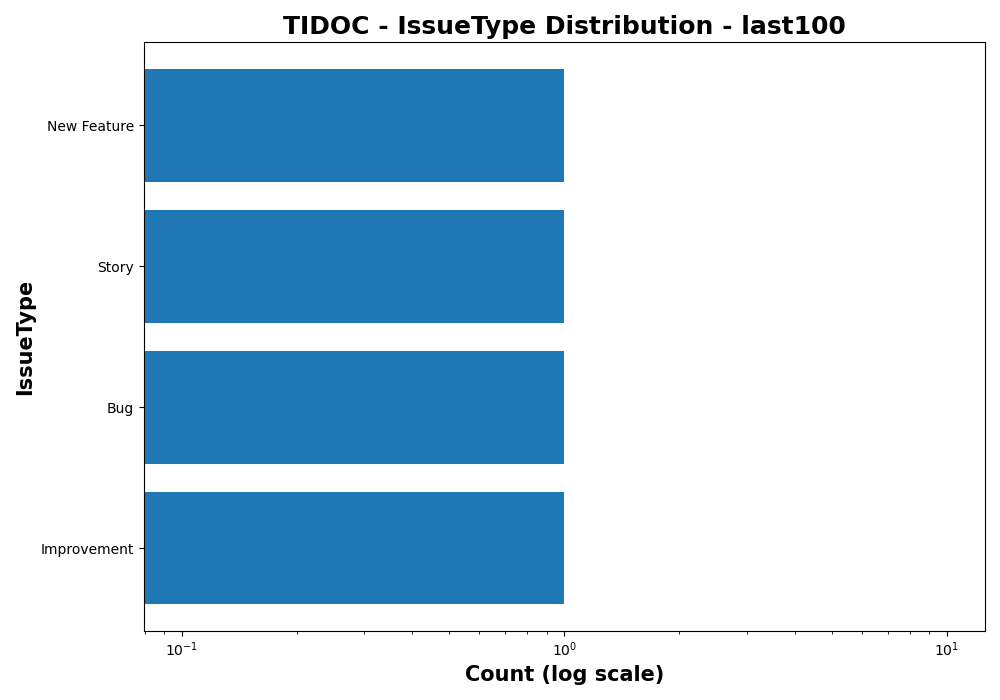 TIDOC - IssueType Distribution - last100
IssueType
New Feature
Story
Bug
Improvement
10⁻¹
10⁰
10¹
Count (log scale)